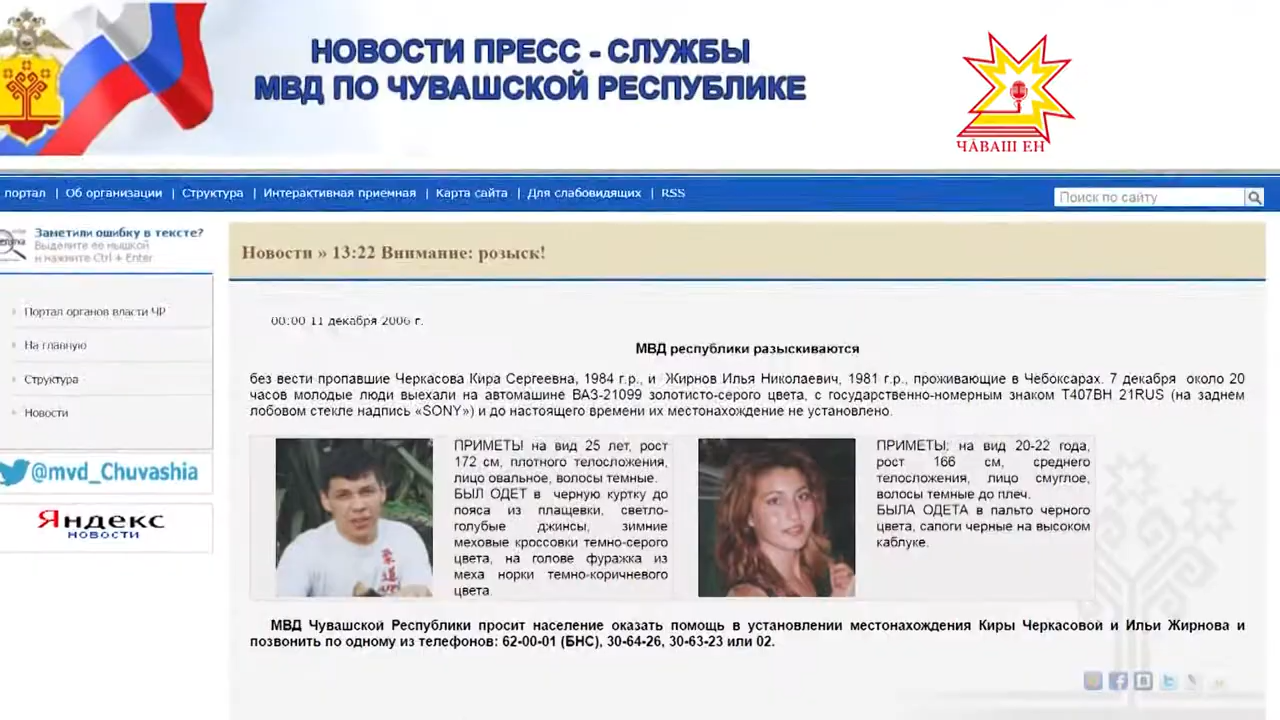 НОВОСТИ ПРЕСС - СЛУЖБЫ
МВД ПО ЧУВАШСКОЙ РЕСПУБЛИКЕ
ЧӐВАШ ЕН
портал | Об организации | Структура | Интерактивная приемная | Карта сайта | Для слабовидящих | RSS
Поиск по сайту
Заметили ошибку в тексте?
Выделите ее мышкой
и нажмите Ctrl + Enter
Портал органов власти ЧР
На главную
Структура
Новости
@mvd_Chuvashia
Яндекс
новости
Новости » 13:22 Внимание: розыск!
00:00 11 декабря 2006 г.
МВД республики разыскиваются
без вести пропавшие Черкасова Кира Сергеевна, 1984 г.р., и Жирнов Илья Николаевич, 1981 г.р., проживающие в Чебоксарах. 7 декабря около 20
часов молодые люди выехали на автомашине ВАЗ-21099 золотисто-серого цвета, с государственно-номерным знаком Т407ВН 21RUS (на заднем
лобовом стекле надпись «SONY») и до настоящего времени их местонахождение не установлено.
ПРИМЕТЫ на вид 25 лет, рост
172 см, плотного телосложения,
лицо овальное, волосы темные.
БЫЛ ОДЕТ в черную куртку до
пояса из плащевки, светло-
голубые джинсы, зимние
меховые кроссовки темно-серого
цвета, на голове фуражка из
меха норки темно-коричневого
цвета.
ПРИМЕТЫ: на вид 20-22 года,
рост 166 см, среднего
телосложения, лицо смуглое,
волосы темные до плеч.
БЫЛА ОДЕТА в пальто черного
цвета, сапоги черные на высоком
каблуке.
МВД Чувашской Республики просит население оказать помощь в установлении местонахождения Киры Черкасовой и Ильи Жирнова и
позвонить по одному из телефонов: 62-00-01 (БНС), 30-64-26, 30-63-23 или 02.